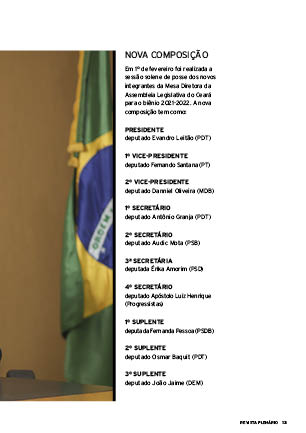 NOVA COMPOSIÇÃO
Em 1º de fevereiro foi realizada a
sessão solene de posse dos novos
integrantes da Mesa Diretora da
Assembleia Legislativa do Ceará
para o biênio 2021-2022. A nova
composição tem como:
PRESIDENTE
deputado Evandro Leitão (PDT)
1º VICE-PRESIDENTE
deputado Fernando Santana (PT)
2º VICE-PRESIDENTE
deputado Danniel Oliveira (MDB)
1º SECRETÁRIO
deputado Antônio Granja (PDT)
2º SECRETÁRIO
deputado Audic Mota (PSB)
3ª SECRETÁRIA
deputada Érika Amorim (PSD)
4º SECRETÁRIO
deputado Apóstolo Luiz Henrique
(Progressistas)
1º SUPLENTE
deputada Fernanda Pessoa (PSDB)
2º SUPLENTE
deputado Osmar Baquit (PDT)
3º SUPLENTE
deputado João Jaime (DEM)
ORDEM
REVISTA PLENÁRIO 13